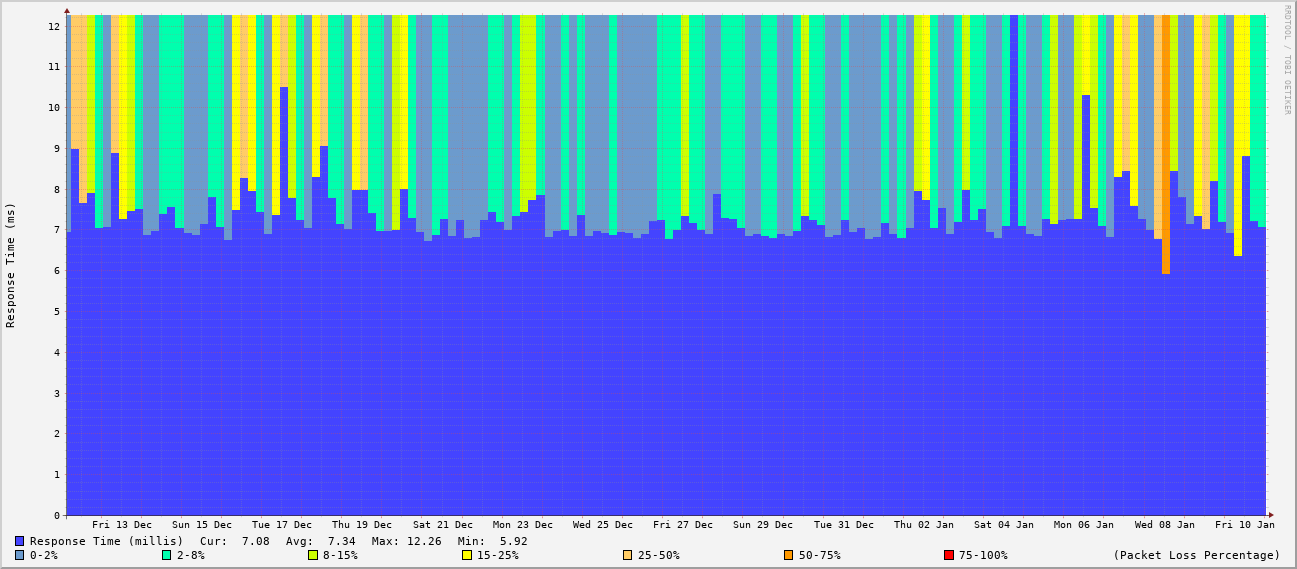 RRDTOOL / TOBI OETIKER
Response Time (ms)
12
11
10
9
8
7
6
5
4
3
2
1
0
Fri 13 Dec Sun 15 Dec Tue 17 Dec Thu 19 Dec Sat 21 Dec Mon 23 Dec Wed 25 Dec Fri 27 Dec Sun 29 Dec Tue 31 Dec Thu 02 Jan Sat 04 Jan Mon 06 Jan Wed 08 Jan Fri 10 Jan
Response Time (millis) Cur: 7.08 Avg: 7.34 Max: 12.26 Min: 5.92
0-2% 2-8% 8-15% 15-25% 25-50% 50-75% 75-100% (Packet Loss Percentage)